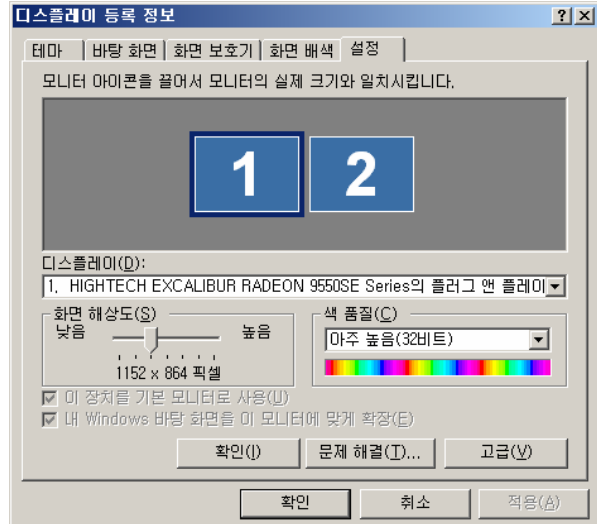 디스플레이 등록 정보
테마 바탕 화면 화면 보호기 화면 배색 설정
모니터 아이콘을 끌어서 모니터의 실제 크기와 일치시킵니다.
1 2
디스플레이(D):
1. HIGHTECH EXCALIBUR RADEON 9550SE Series의 플러그 앤 플레이
화면 해상도(S) 색 품질(C)
낮음 높음 아주 높음(32비트)
1152 x 864 픽셀
이 장치를 기본 모니터로 사용(U)
내 Windows 바탕 화면을 이 모니터에 맞게 확장(E)
확인(I) 문제 해결(T)... 고급(V)
확인 취소 적용(A)